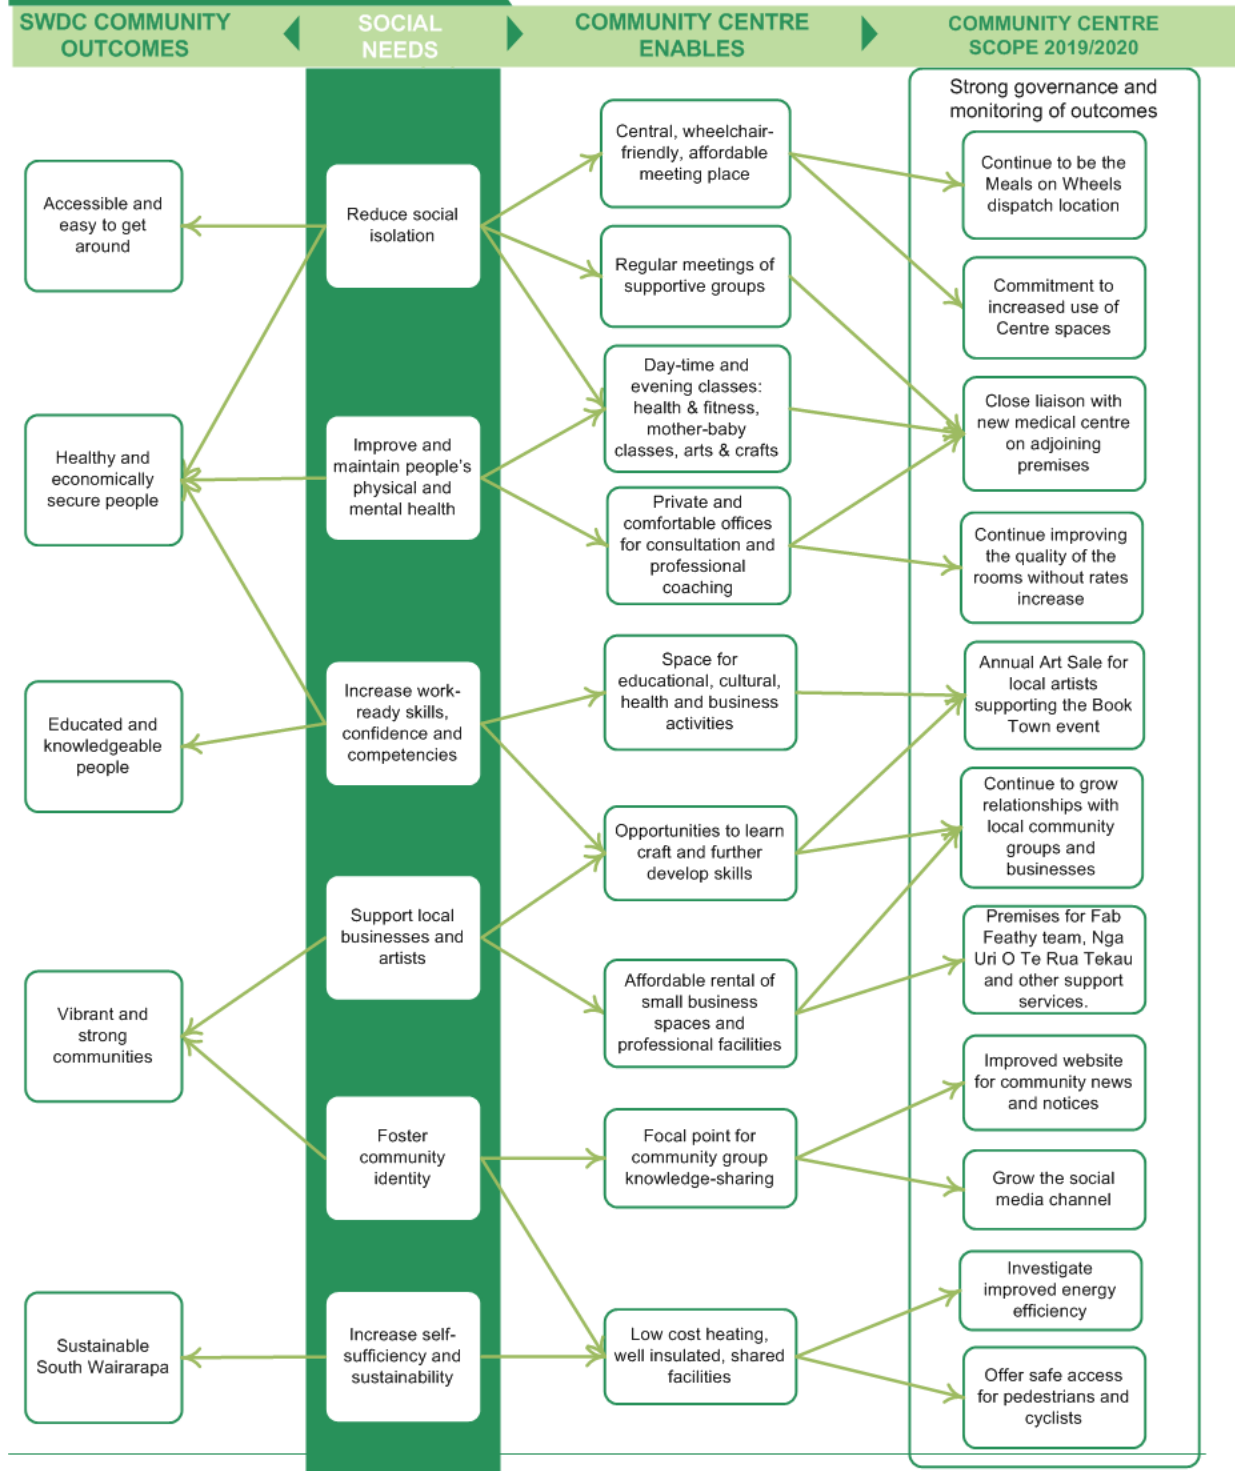 SWDC COMMUNITY
OUTCOMES
SOCIAL
NEEDS
COMMUNITY CENTRE
ENABLES
COMMUNITY CENTRE
SCOPE 2019/2020
Accessible and
easy to get
around
Healthy and
economically
secure people
Educated and
knowledgeable
people
Vibrant and
strong
communities
Sustainable
South Wairarapa
Reduce social
isolation
Improve and
maintain people's
physical and
mental health
Increase work-
ready skills,
confidence and
competencies
Support local
businesses and
artists
Foster
community
identity
Increase self-
sufficiency and
sustainability
Central, wheelchair-
friendly, affordable
meeting place
Regular meetings of
supportive groups
Day-time and
evening classes:
health & fitness,
mother-baby
classes, arts & crafts
Private and
comfortable offices
for consultation and
professional
coaching
Space for
educational, cultural,
health and business
activities
Opportunities to learn
craft and further
develop skills
Affordable rental of
small business
spaces and
professional facilities
Focal point for
community group
knowledge-sharing
Low cost heating,
well insulated, shared
facilities
Strong governance and
monitoring of outcomes
Continue to be the
Meals on Wheels
dispatch location
Commitment to
increased use of
Centre spaces
Close liaison with
new medical centre
on adjoining
premises
Continue improving
the quality of the
rooms without rates
increase
Annual Art Sale for
local artists
supporting the Book
Town event
Continue to grow
relationships with
local community
groups and
businesses
Premises for Fab
Feathy team, Nga
Uri O Te Rua Tekau
and other support
services.
Improved website
for community news
and notices
Grow the social
media channel
Investigate
improved energy
efficiency
Offer safe access
for pedestrians and
cyclists